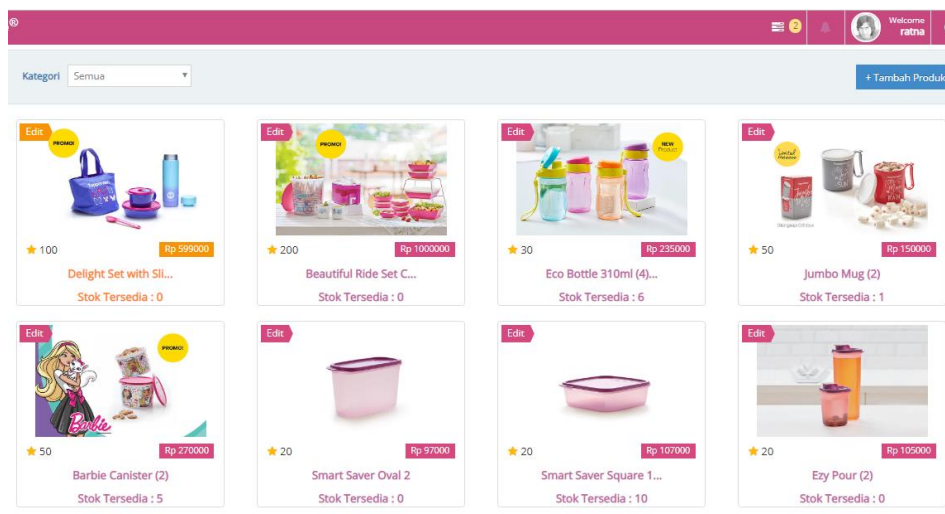 ®
2
Welcome
ratna
Kategori Semua
+ Tambah Produk
Edit
PROMO!
100 Rp 599000
Delight Set with Sli...
Stok Tersedia : 0
Edit
PROMO!
200 Rp 1000000
Beautiful Ride Set C...
Stok Tersedia : 0
Edit
NEW
Product
30 Rp 235000
Eco Bottle 310ml (4)...
Stok Tersedia : 6
Edit
50 Rp 150000
Jumbo Mug (2)
Stok Tersedia : 1
Edit
PROMO!
Barbie
50 Rp 270000
Barbie Canister (2)
Stok Tersedia : 5
Edit
20 Rp 97000
Smart Saver Oval 2
Stok Tersedia : 0
Edit
20 Rp 107000
Smart Saver Square 1...
Stok Tersedia : 10
Edit
20 Rp 105000
Ezy Pour (2)
Stok Tersedia : 0